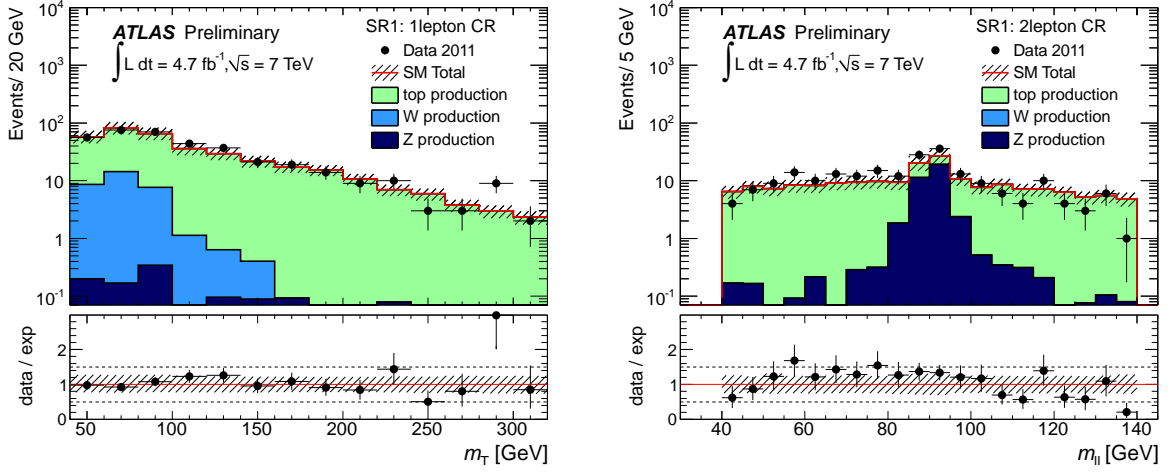 ATLAS Preliminary
∫ L dt = 4.7 fb⁻¹,√s = 7 TeV
SR1: 1lepton CR
Data 2011
SM Total
top production
W production
Z production
Events/ 20 GeV
10⁴
10³
10²
10
1
10⁻¹
data / exp
2
1
0
50 100 150 200 250 300
m_T [GeV]
ATLAS Preliminary
∫ L dt = 4.7 fb⁻¹,√s = 7 TeV
SR1: 2lepton CR
Data 2011
SM Total
top production
W production
Z production
Events/ 5 GeV
10⁴
10³
10²
10
1
10⁻¹
data / exp
2
1
0
40 60 80 100 120 140
m_ll [GeV]